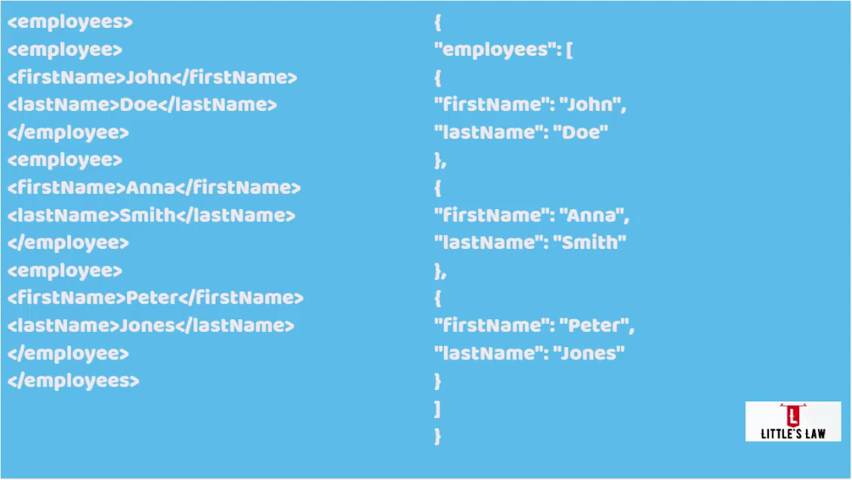 <employees>
<employee>
<firstName>John</firstName>
<lastName>Doe</lastName>
</employee>
<employee>
<firstName>Anna</firstName>
<lastName>Smith</lastName>
</employee>
<employee>
<firstName>Peter</firstName>
<lastName>Jones</lastName>
</employee>
</employees>
{
"employees": [
{
"firstName": "John",
"lastName": "Doe"
},
{
"firstName": "Anna",
"lastName": "Smith"
},
{
"firstName": "Peter",
"lastName": "Jones"
}
]
}
L
LITTLE'S LAW